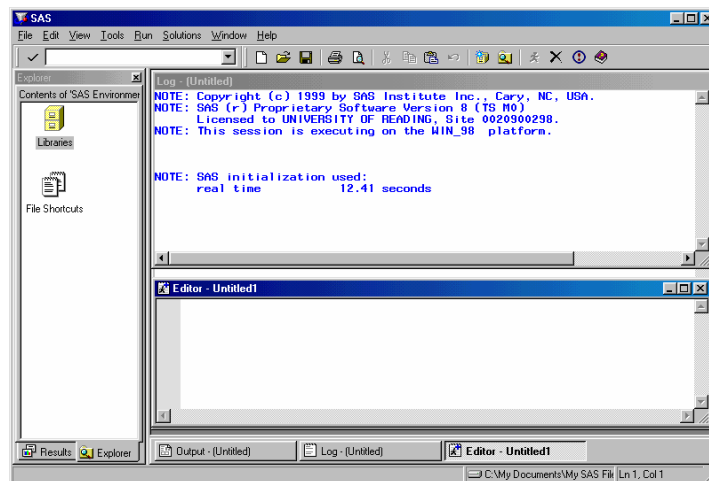 SAS
File Edit View Tools Run Solutions Window Help
Explorer
Contents of 'SAS Environmer
Libraries
File Shortcuts
Log - (Untitled)
NOTE: Copyright (c) 1999 by SAS Institute Inc., Cary, NC, USA.
NOTE: SAS (r) Proprietary Software Version 8 (TS M0)
Licensed to UNIVERSITY OF READING, Site 0020900298.
NOTE: This session is executing on the WIN_98 platform.
NOTE: SAS initialization used:
real time 12.41 seconds
Editor - Untitled1
Results Explorer
Output - (Untitled) Log - (Untitled) Editor - Untitled1
C:\My Documents\My SAS File Ln 1, Col 1